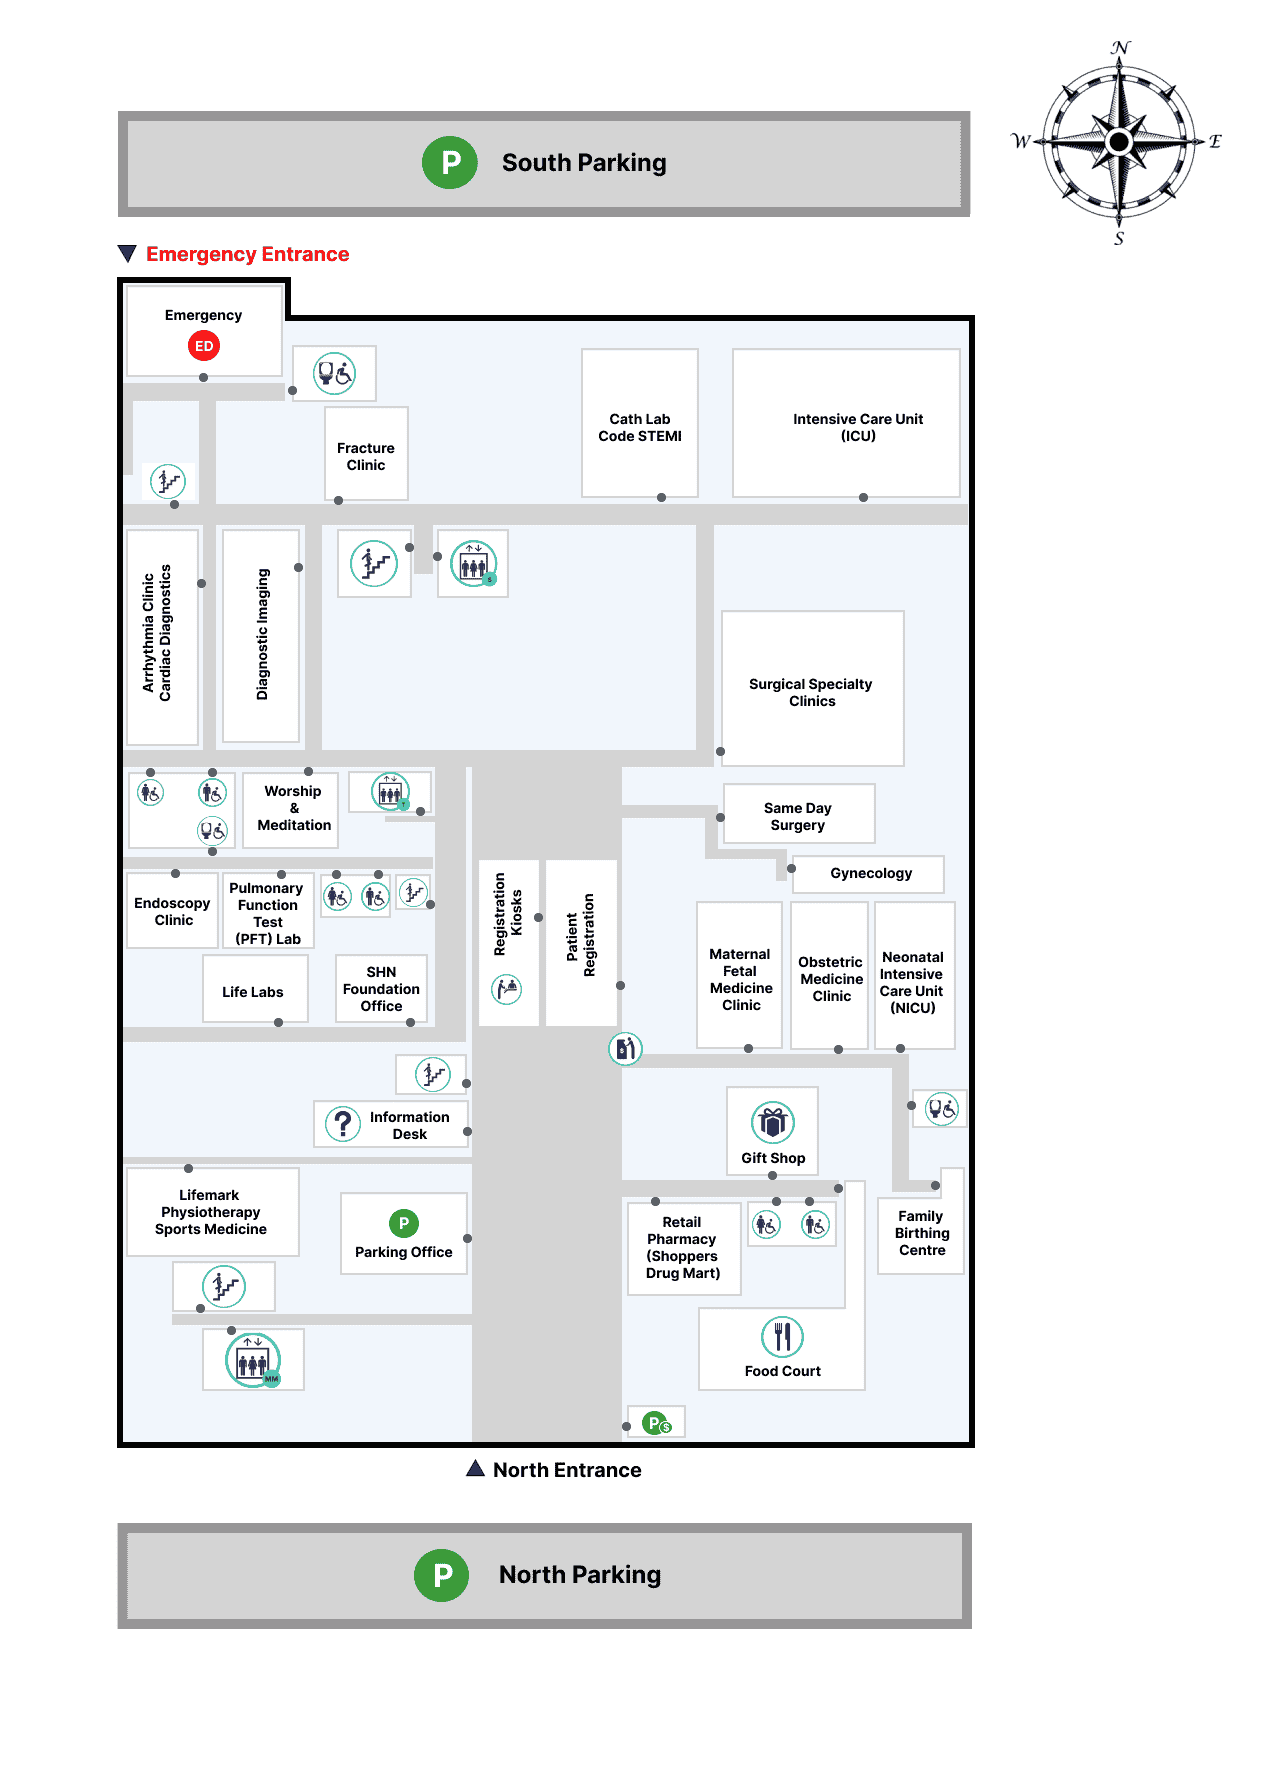 N
W
E
S
P
South Parking
Emergency Entrance
Emergency
ED
Fracture
Clinic
Cath Lab
Code STEMI
Intensive Care Unit
(ICU)
Arrhythmia Clinic
Cardiac Diagnostics
Diagnostic Imaging
S
Surgical Specialty
Clinics
Worship
&
Meditation
Same Day
Surgery
Gynecology
Endoscopy
Clinic
Pulmonary
Function
Test
(PFT) Lab
Registration
Kiosks
Patient
Registration
Maternal
Fetal
Medicine
Clinic
Obstetric
Medicine
Clinic
Neonatal
Intensive
Care Unit
(NICU)
Life Labs
SHN
Foundation
Office
$
?
Information
Desk
Gift Shop
Lifemark
Physiotherapy
Sports Medicine
P
Parking Office
Retail
Pharmacy
(Shoppers
Drug Mart)
Family
Birthing
Centre
MM
Food Court
P
$
North Entrance
P
North Parking